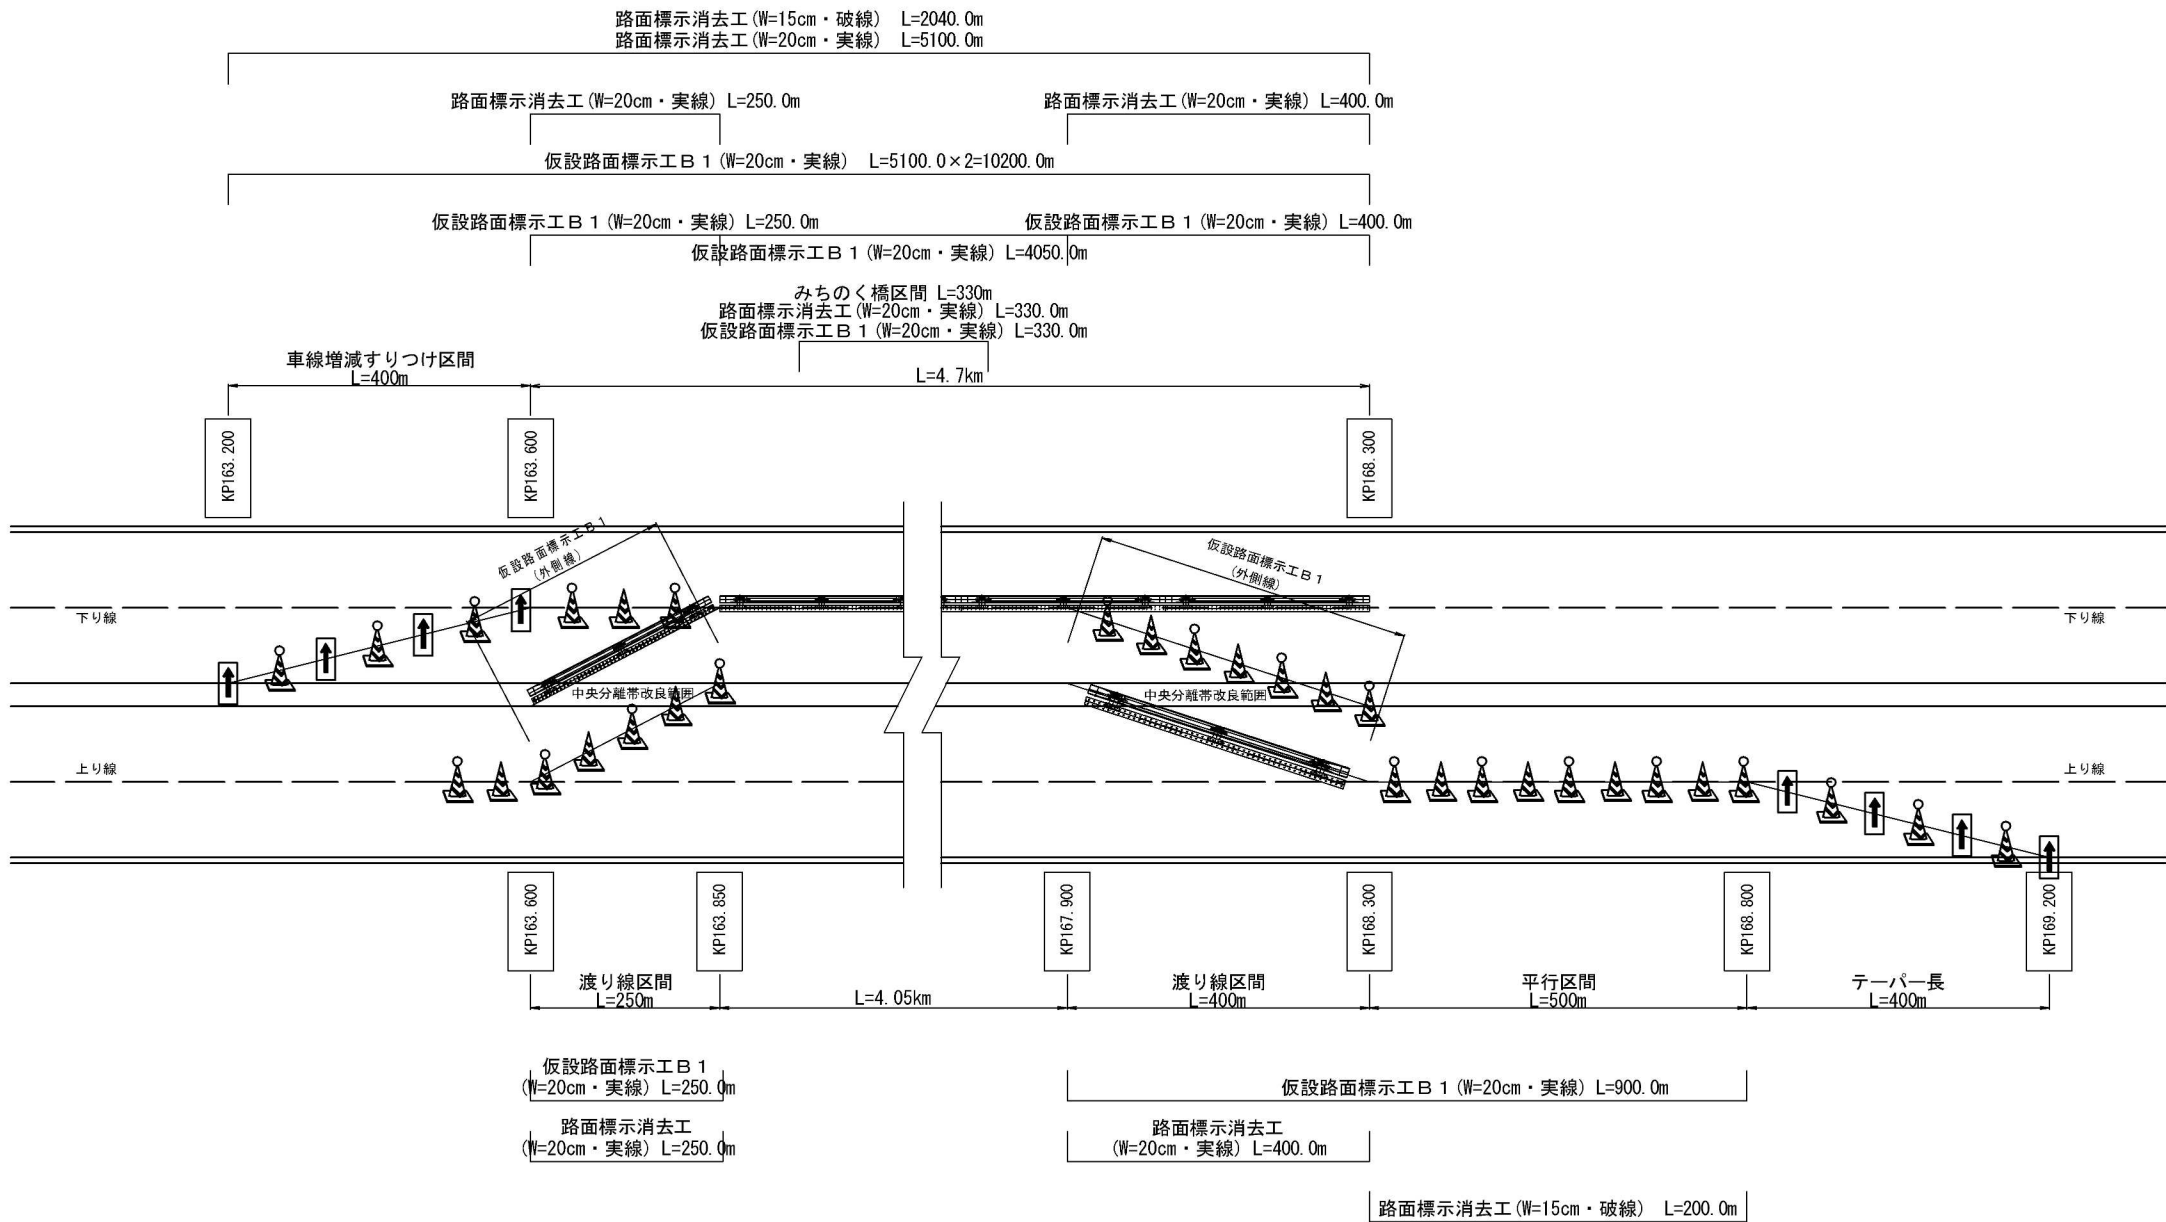 路面標示消去工(W=15cm・破線) L=2040.0m
路面標示消去工(W=20cm・実線) L=5100.0m
路面標示消去工(W=20cm・実線) L=250.0m
路面標示消去工(W=20cm・実線) L=400.0m
仮設路面標示工B1(W=20cm・実線) L=5100.0×2=10200.0m
仮設路面標示工B1(W=20cm・実線) L=250.0m
仮設路面標示工B1(W=20cm・実線) L=400.0m
仮設路面標示工B1(W=20cm・実線) L=4050.0m
みちのく橋区間 L=330m
路面標示消去工(W=20cm・実線) L=330.0m
仮設路面標示工B1(W=20cm・実線) L=330.0m
車線増減すりつけ区間
L=400m
L=4.7km
KP163.200
KP163.600
KP168.300
仮設路面標示工B1
(外側線)
仮設路面標示工B1
(外側線)
下り線
下り線
中央分離帯改良範囲
中央分離帯改良範囲
上り線
上り線
KP163.600
KP163.850
KP167.900
KP168.300
KP168.800
KP169.200
渡り線区間
L=250m
L=4.05km
渡り線区間
L=400m
平行区間
L=500m
テーパー長
L=400m
仮設路面標示工B1
(W=20cm・実線) L=250.0m
仮設路面標示工B1(W=20cm・実線) L=900.0m
路面標示消去工
(W=20cm・実線) L=250.0m
路面標示消去工
(W=20cm・実線) L=400.0m
路面標示消去工(W=15cm・破線) L=200.0m